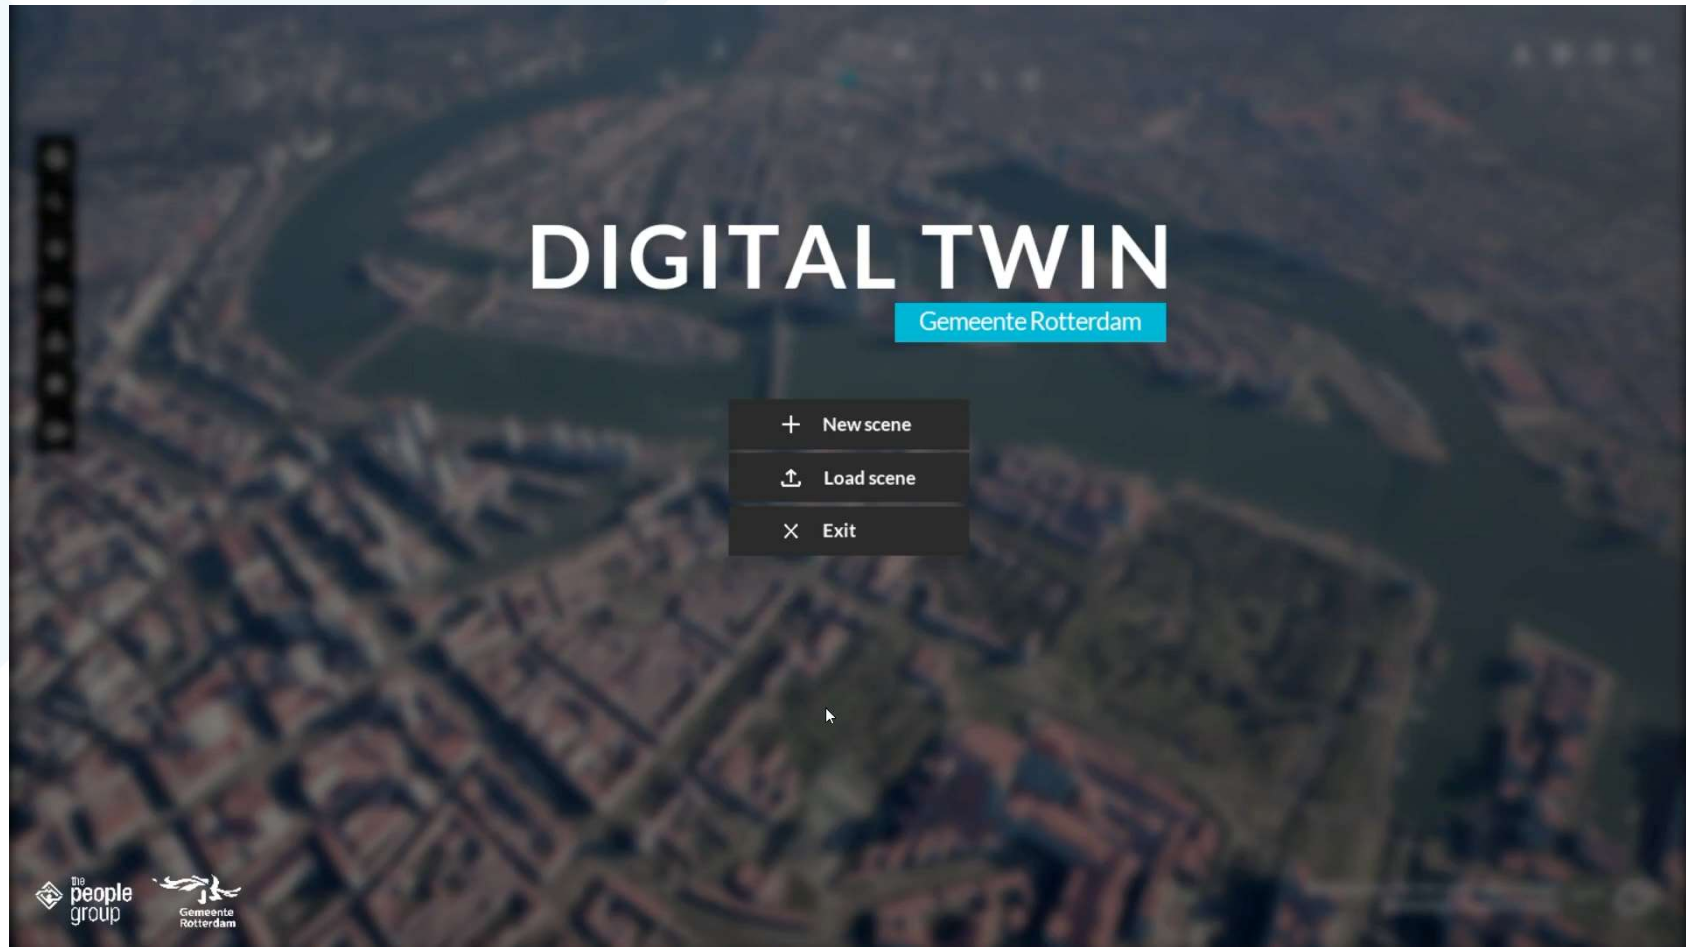 DIGITAL TWIN
Gemeente Rotterdam
New scene
Load scene
Exit
the
people
group
Gemeente
Rotterdam